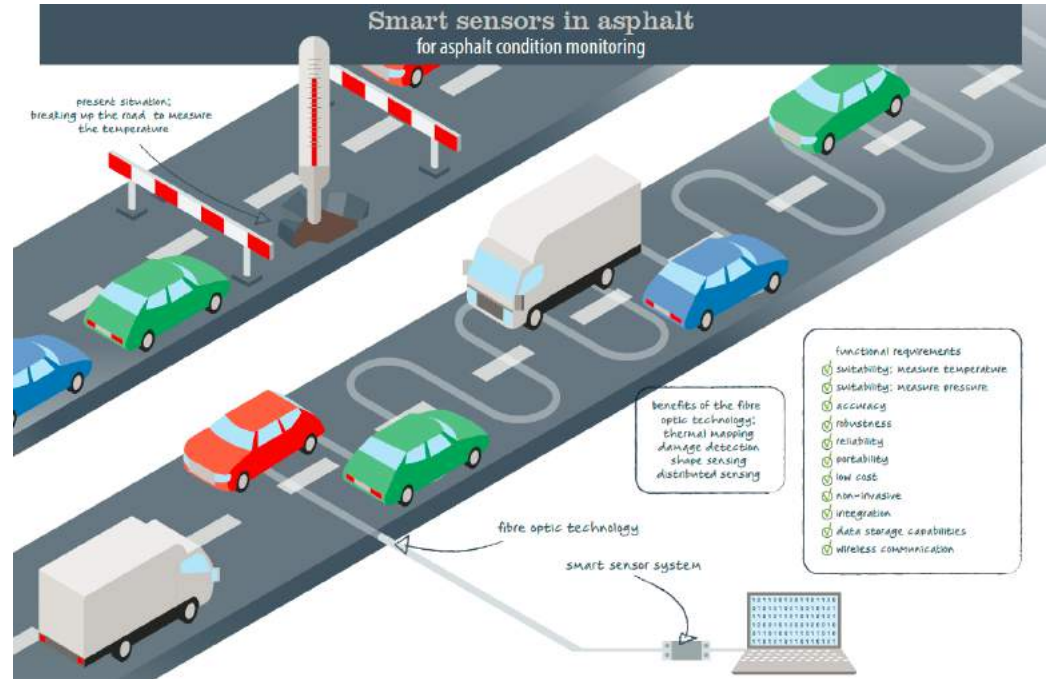 Smart sensors in asphalt
for asphalt condition monitoring
present situation:
breaking up the road to measure
the temperature
functional requirements
suitability: measure temperature
suitability: measure pressure
accuracy
robustness
reliability
portability
low cost
non-invasive
integration
data storage capabilities
wireless communication
benefits of the fibre
optic technology:
thermal mapping
damage detection
shape sensing
distributed sensing
fibre optic technology
smart sensor system